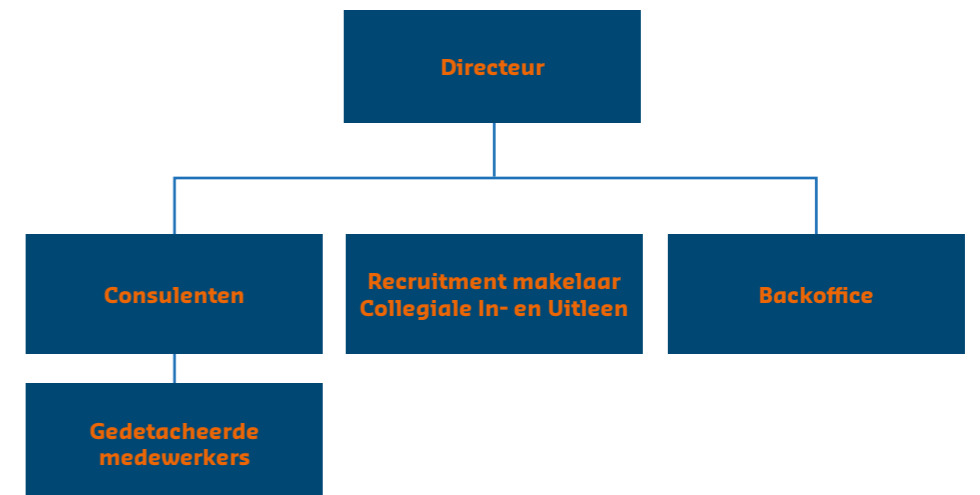 Directeur
Consulenten
Recruitment makelaar
Collegiale In- en Uitleen
Backoffice
Gedetacheerde
medewerkers